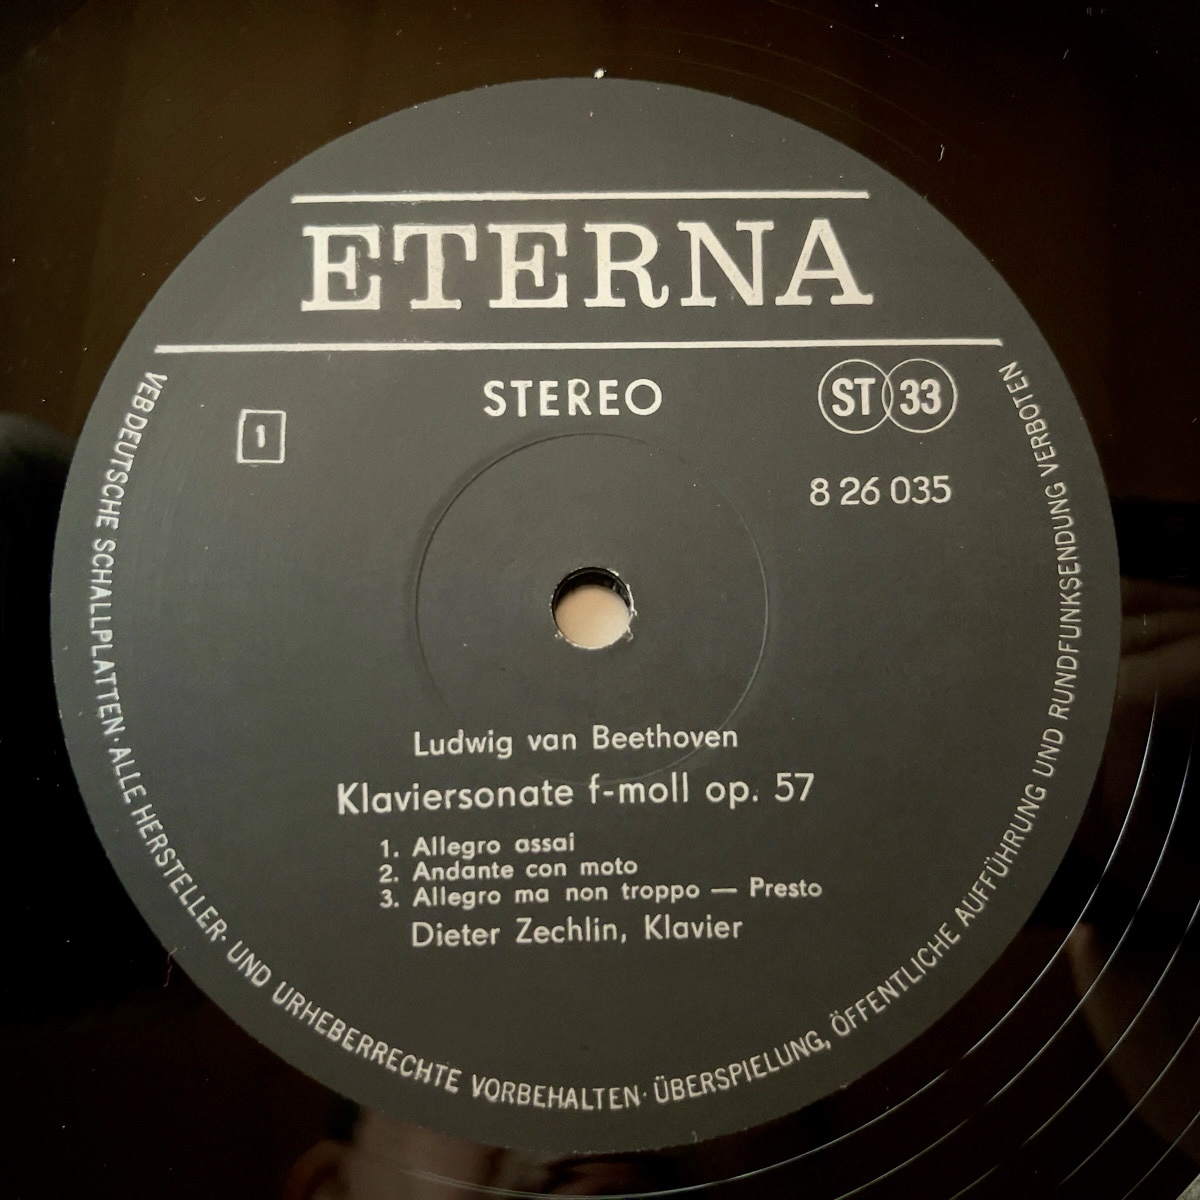 ETERNA
STEREO
ST 33
1
8 26 035
Ludwig van Beethoven
Klaviersonate f-moll op. 57
1. Allegro assai
2. Andante con moto
3. Allegro ma non troppo — Presto
Dieter Zechlin, Klavier
VEB DEUTSCHE SCHALLPLATTEN · ALLE HERSTELLER- UND URHEBERRECHTE VORBEHALTEN · ÜBERSPIELUNG, ÖFFENTLICHE AUFFÜHRUNG UND RUNDFUNKSENDUNG VERBOTEN